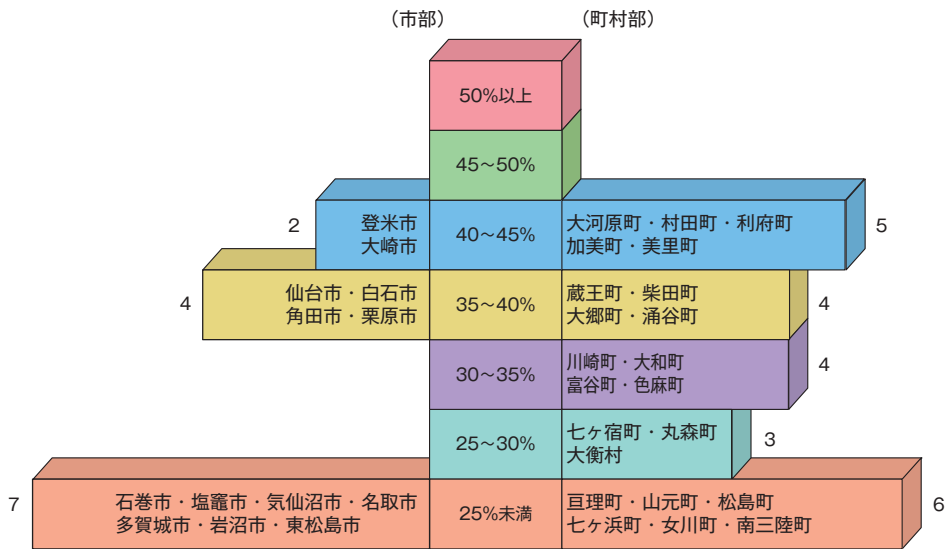 （市部）
（町村部）
50%以上
45～50%
2
登米市
大崎市
40～45%
大河原町・村田町・利府町
加美町・美里町
5
4
仙台市・白石市
角田市・栗原市
35～40%
蔵王町・柴田町
大郷町・涌谷町
4
30～35%
川崎町・大和町
富谷町・色麻町
4
25～30%
七ヶ宿町・丸森町
大衡村
3
7
石巻市・塩竈市・気仙沼市・名取市
多賀城市・岩沼市・東松島市
25%未満
亘理町・山元町・松島町
七ヶ浜町・女川町・南三陸町
6